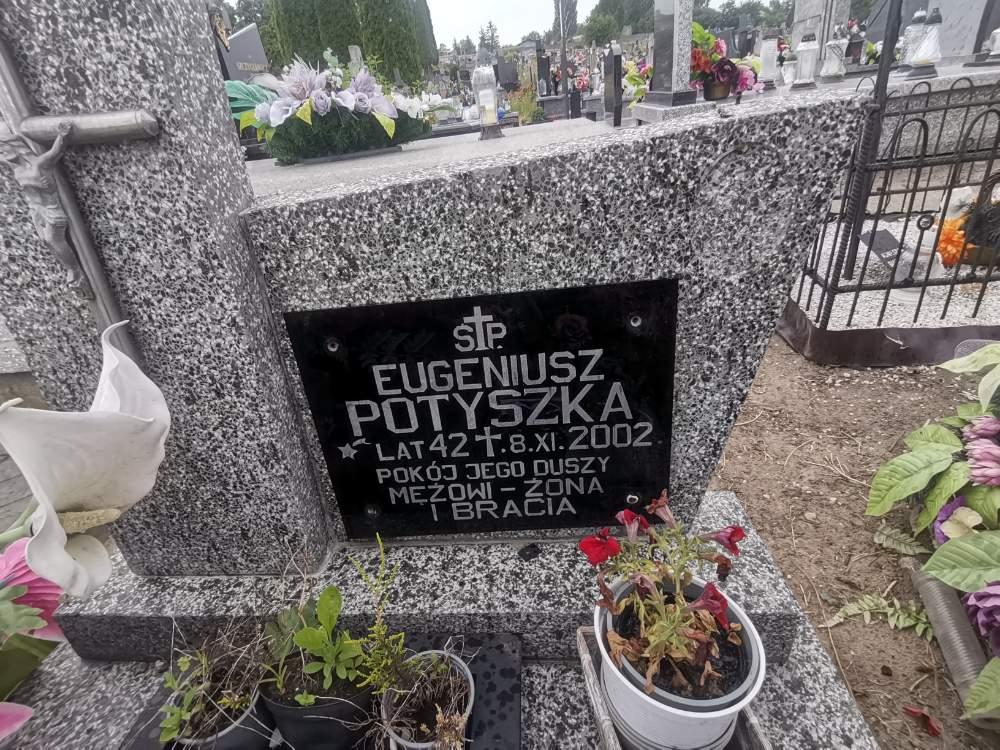 Ś†P.
EUGENIUSZ
POTYSZKA
LAT 42 †.8.XI.2002
POKÓJ JEGO DUSZY
MĘŻOWI - ŻONA
I BRACIA